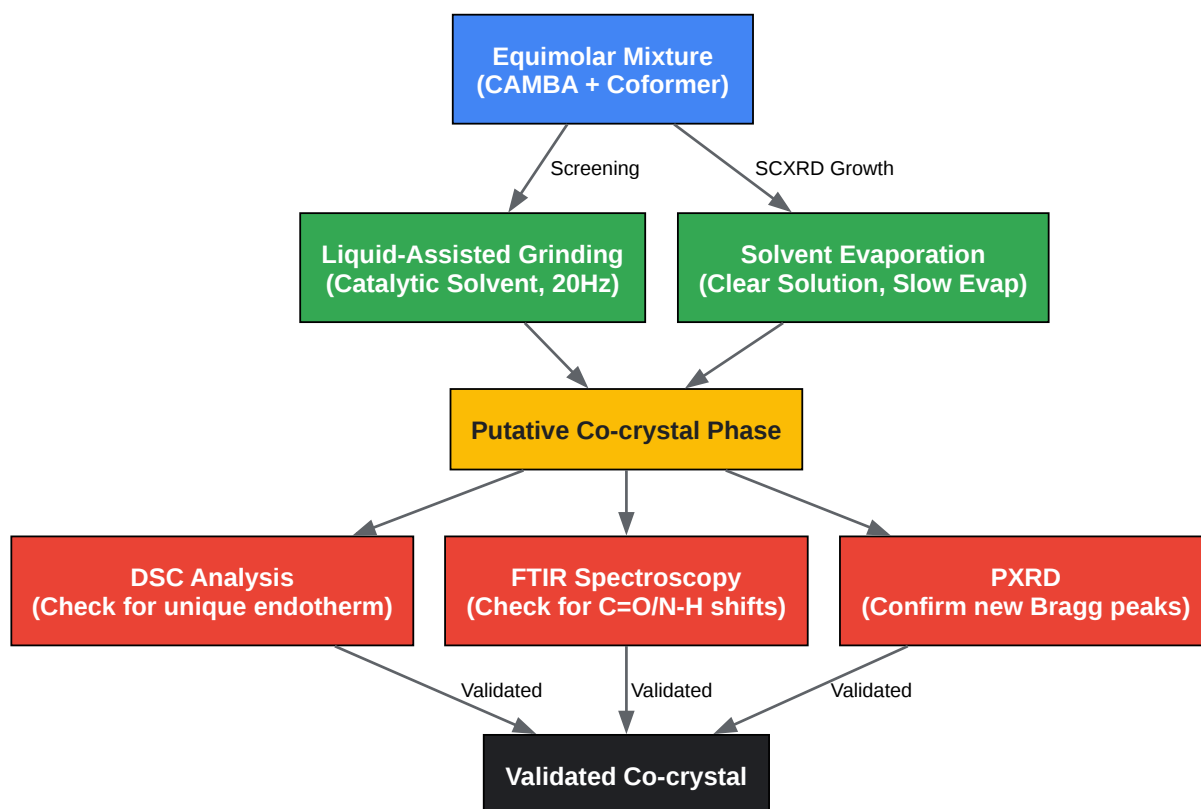 Equimolar Mixture
(CAMBA + Coformer)
Screening
SCXRD Growth
Liquid-Assisted Grinding
(Catalytic Solvent, 20Hz)
Solvent Evaporation
(Clear Solution, Slow Evap)
Putative Co-crystal Phase
DSC Analysis
(Check for unique endotherm)
FTIR Spectroscopy
(Check for C=O/N-H shifts)
PXRD
(Confirm new Bragg peaks)
Validated
Validated
Validated
Validated Co-crystal